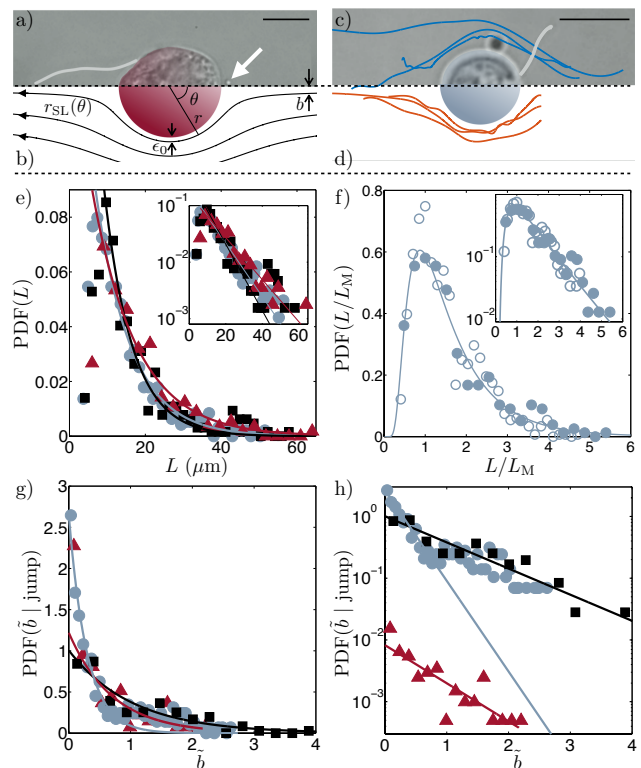 a)
c)
θ
r
r_SL(θ)
b
ϵ₀
b)
d)
e)
0.08
0.06
0.04
0.02
0
PDF(L)
0
20
40
60
L (μm)
10⁻¹
10⁻²
10⁻³
0
20
40
60
f)
0.8
0.6
0.4
0.2
0
PDF(L/L_M)
0
1
2
3
4
5
6
L/L_M
10⁻¹
10⁻²
0
1
2
3
4
5
6
g)
3
2.5
2
1.5
1
0.5
0
PDF(b̃ | jump)
0
1
2
3
4
b̃
h)
10⁰
10⁻¹
10⁻²
10⁻³
PDF(b̃ | jump)
0
1
2
3
4
b̃